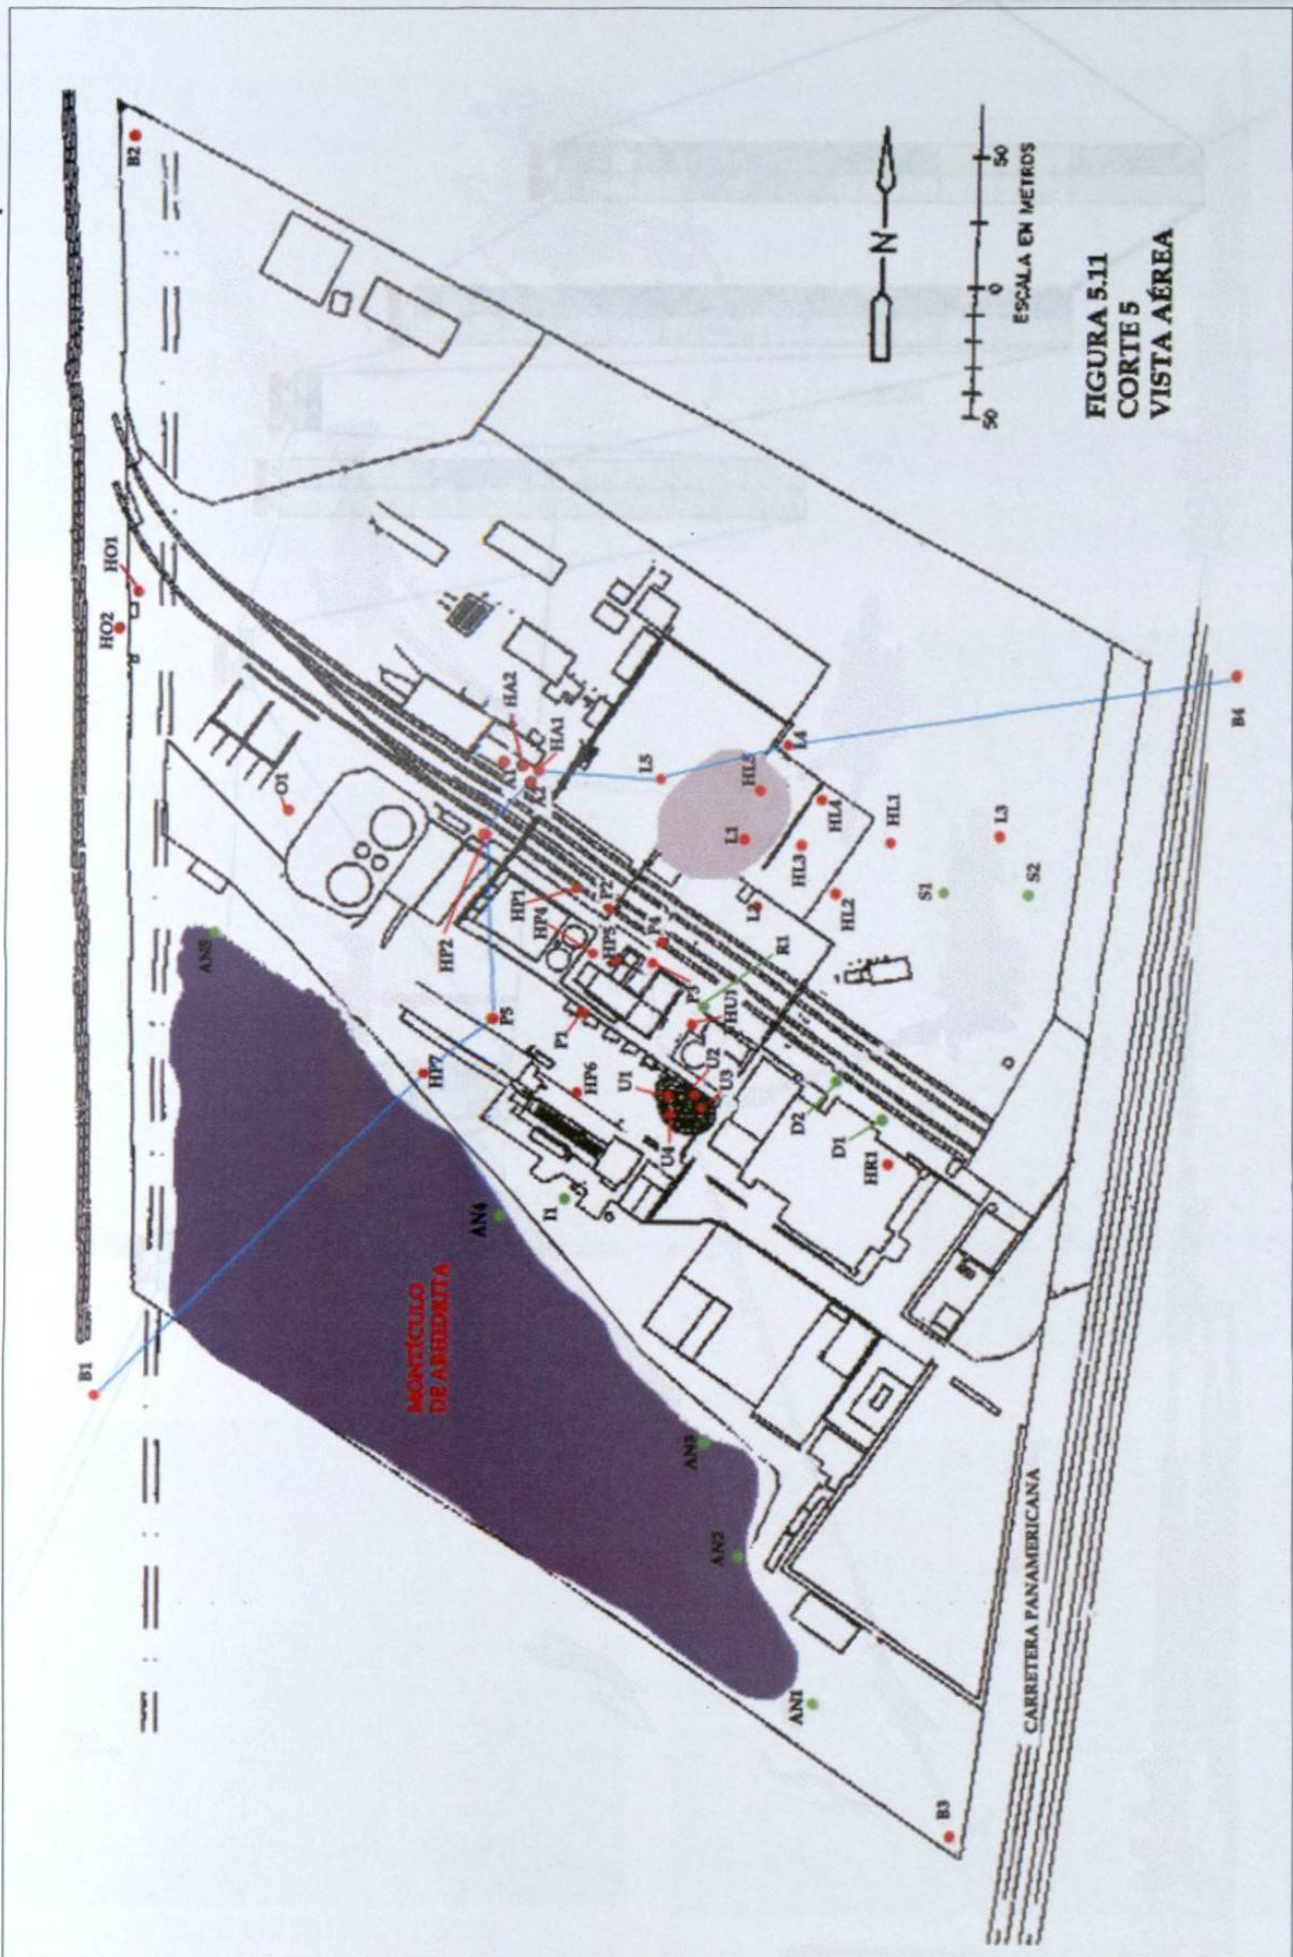 B2
HO1
HO2
HA2
A1
HA1
A2
O1
HP2
HP1
P2
HP4
HP5
P4
P3
R1
HU1
P5
P1
HP7
HP6
U1
U2
U3
U4
L5
L4
HL5
L1
HL4
HL3
HL1
L3
L2
HL2
S1
S2
B4
D2
D1
HR1
I1
AN5
AN4
MONTÍCULO
DE ANHIDRITA
AN3
AN2
AN1
B1
B3
CARRETERA PANAMERICANA
N
50 0 50
ESCALA EN METROS
FIGURA 5.11
CORTE 5
VISTA AÉREA